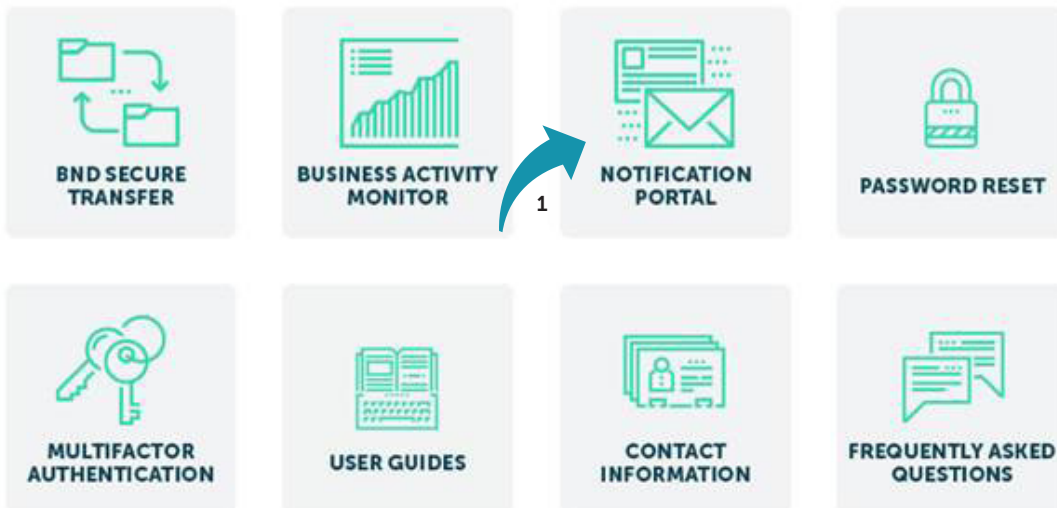 BND SECURE
TRANSFER
BUSINESS ACTIVITY
MONITOR
1
NOTIFICATION
PORTAL
PASSWORD RESET
MULTIFACTOR
AUTHENTICATION
USER GUIDES
CONTACT
INFORMATION
FREQUENTLY ASKED
QUESTIONS